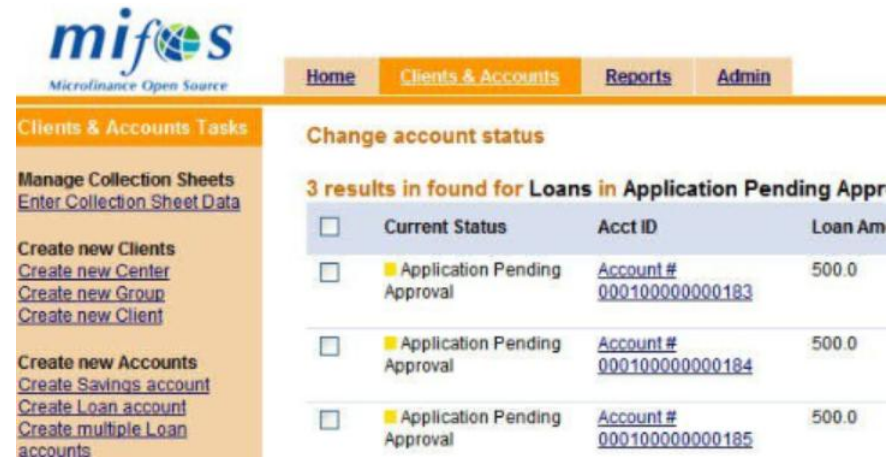 mifos
Microfinance Open Source
Home Clients & Accounts Reports Admin
Clients & Accounts Tasks
Manage Collection Sheets
Enter Collection Sheet Data
Create new Clients
Create new Center
Create new Group
Create new Client
Create new Accounts
Create Savings account
Create Loan account
Create multiple Loan
accounts
Change account status
3 results in found for Loans in Application Pending Appr
Current Status Acct ID Loan Am
Application Pending Account # 500.0
Approval 000100000000183
Application Pending Account # 500.0
Approval 000100000000184
Application Pending Account # 500.0
Approval 000100000000185